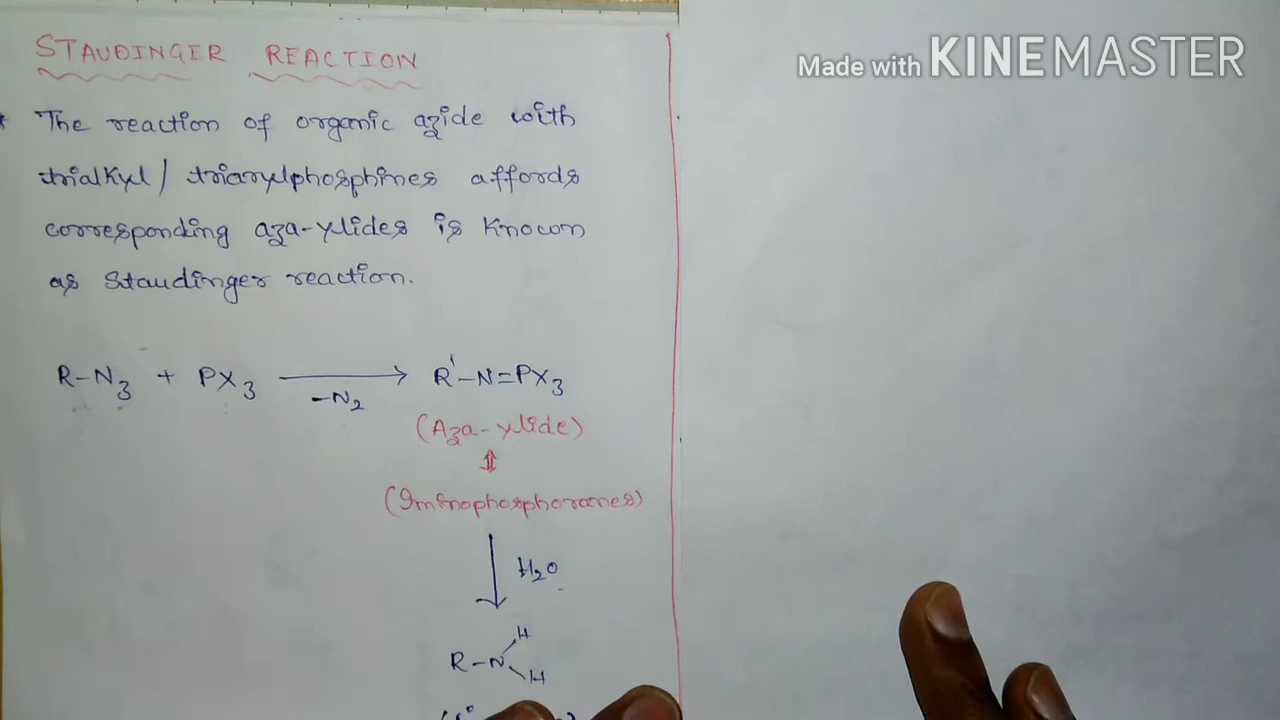 STAUDINGER REACTION
Made with KINEMASTER
* The reaction of organic azide with
trialkyl / triarylphosphines affords
corresponding aza-ylides is known
as Staudinger reaction.
R-N3 + PX3 → R'-N=PX3
-N2
(Aza-ylide)
⇕
(Iminophosphoranes)
↓ H2O
H
R-N
H